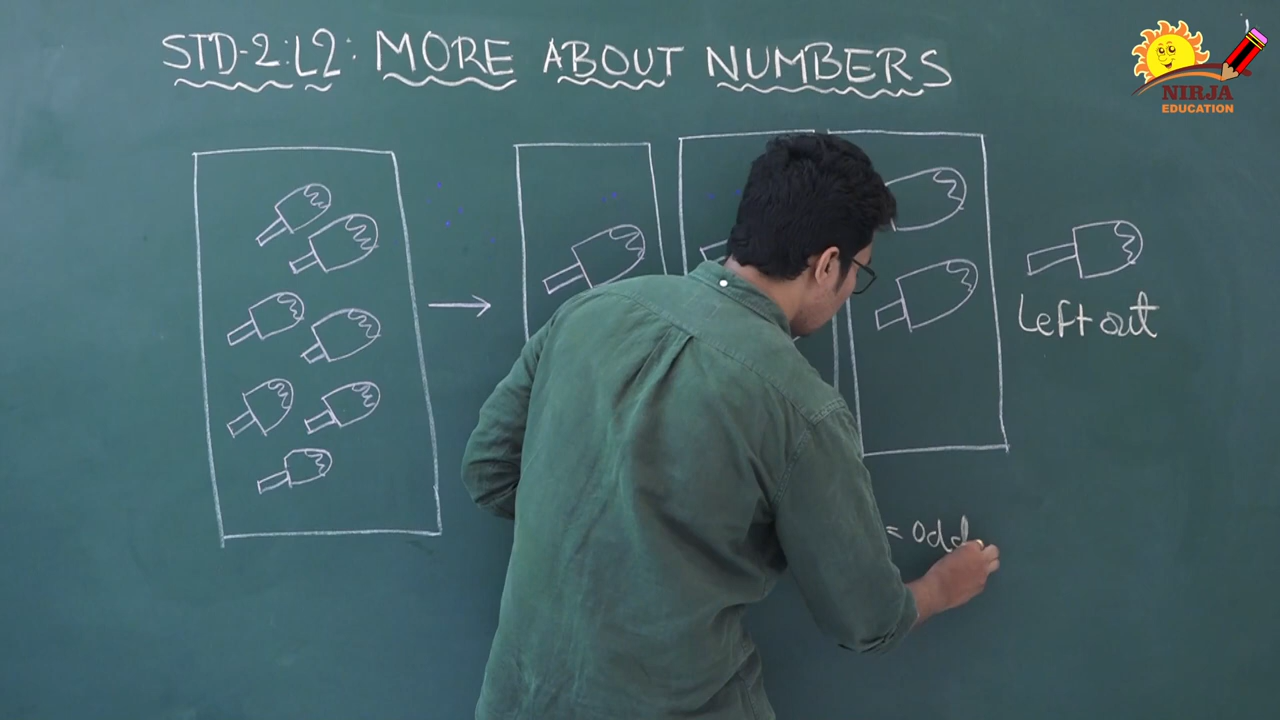 STD-2:L2: MORE ABOUT NUMBERS
NIRJA
EDUCATION
Left out
= odd